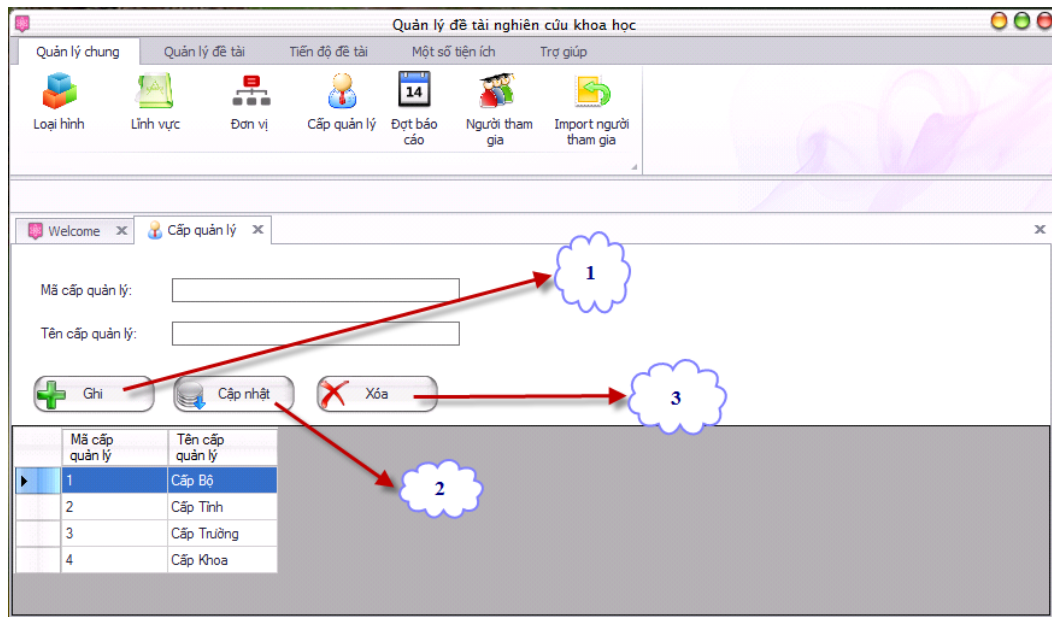 Quản lý đề tài nghiên cứu khoa học
Quản lý chung Quản lý đề tài Tiến độ đề tài Một số tiện ích Trợ giúp
14
Loại hình Lĩnh vực Đơn vị Cấp quản lý Đợt báo Người tham Import người
cáo gia tham gia
Welcome Cấp quản lý
1
Mã cấp quản lý:
Tên cấp quản lý:
Ghi Cập nhật Xóa 3
Mã cấp Tên cấp
quản lý quản lý
2
1 Cấp Bộ
2 Cấp Tỉnh
3 Cấp Trường
4 Cấp Khoa